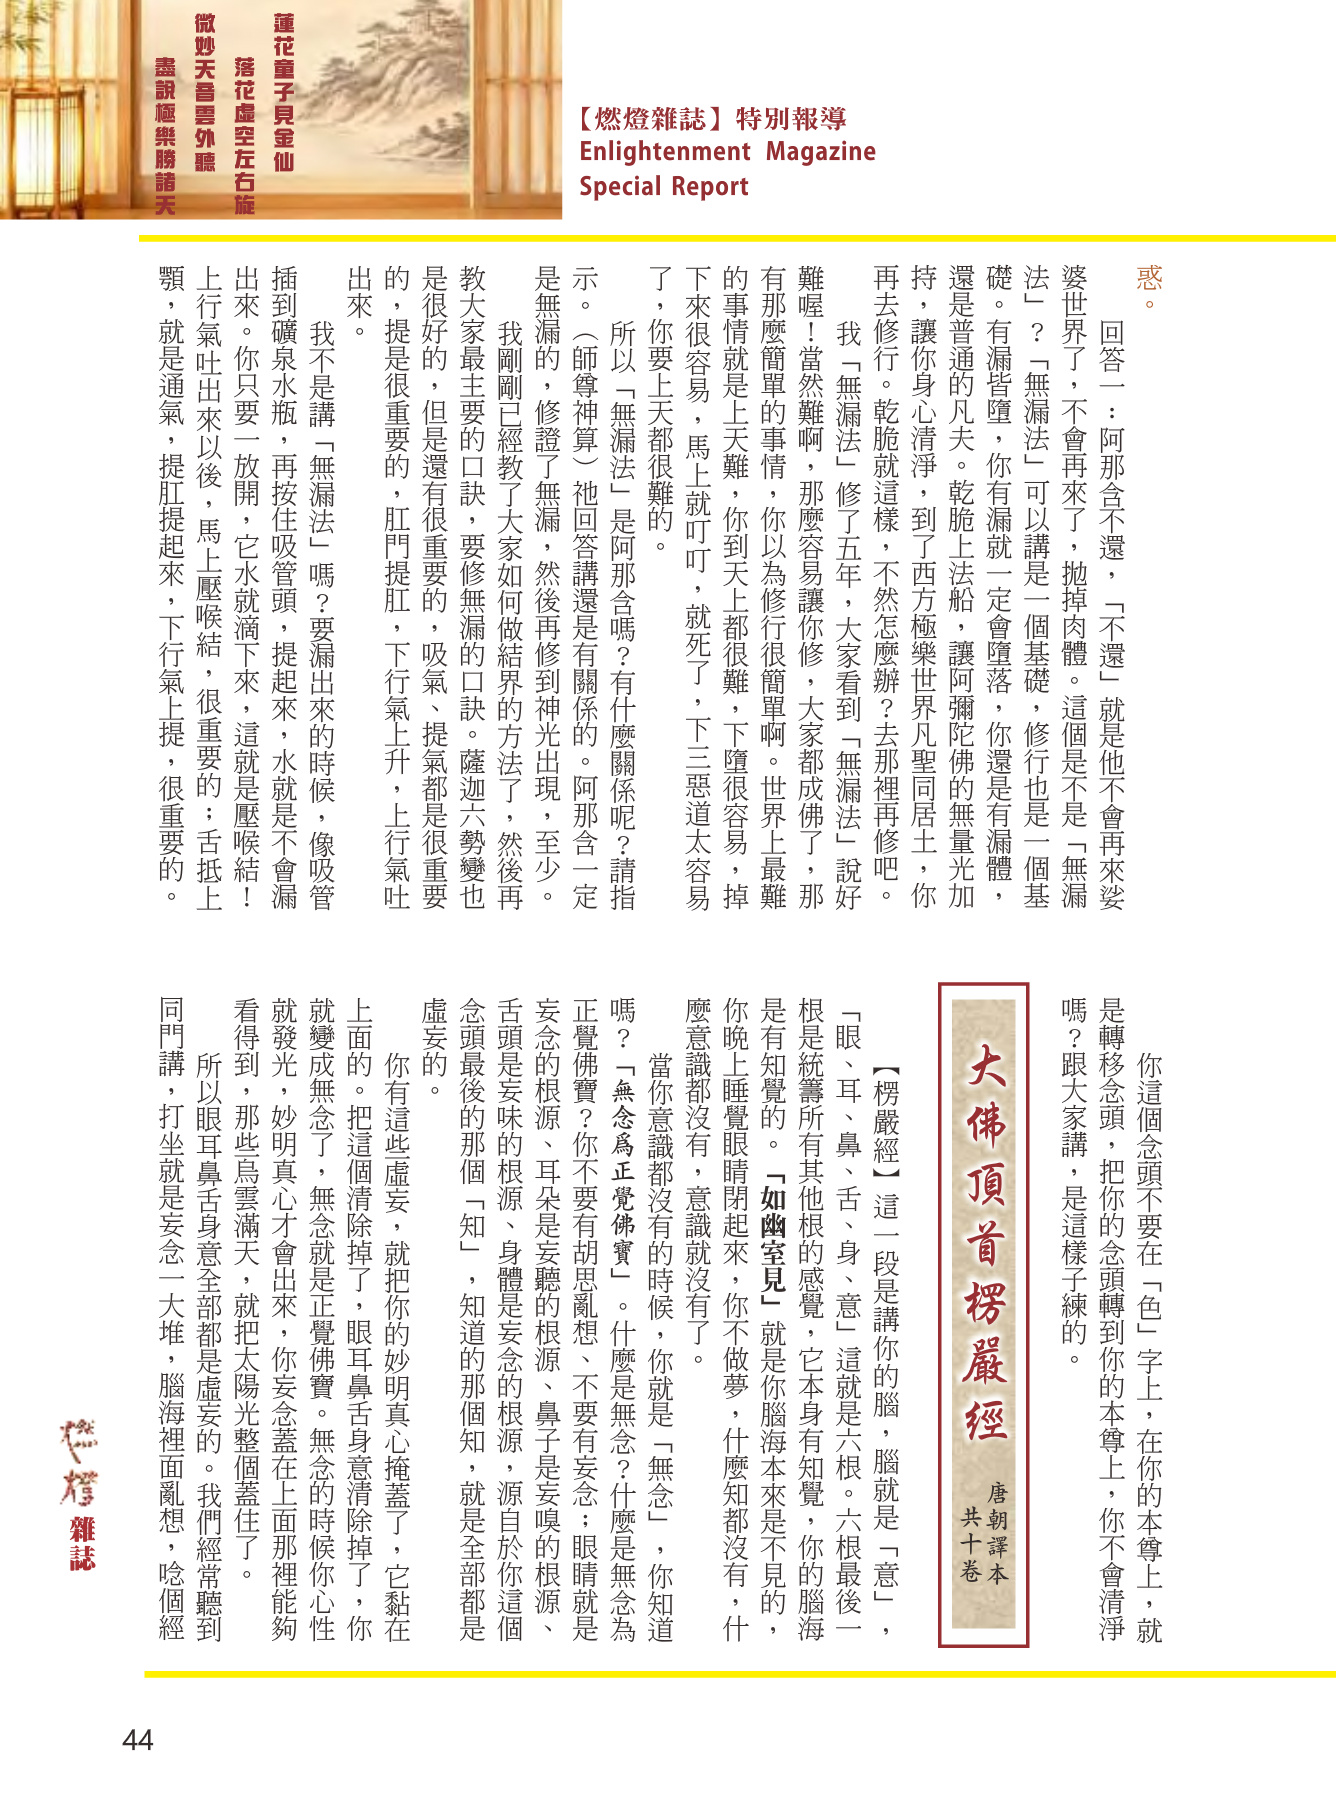 蓮花童子見金仙
落花虛空左右旋
微妙天音雲外聽
盡說極樂勝諸天
【燃燈雜誌】特別報導
Enlightenment Magazine
Special Report
惑。
回答一：阿那含不還，「不還」就是他不會再來娑
婆世界了，不會再來了，拋掉肉體。這個是不是「無漏
法」？「無漏法」可以講是一個基礎，修行也是一個基
礎。有漏皆墮，你有漏就一定會墮落，你還是有漏體，
還是普通的凡夫。乾脆上法船，讓阿彌陀佛的無量光加
持，讓你身心清淨，到了西方極樂世界凡聖同居土，你
再去修行。乾脆就這樣，不然怎麼辦？去那裡再修吧。
我「無漏法」修了五年，大家看到「無漏法」說好
難喔！當然難啊，那麼容易讓你修，大家都成佛了，那
有那麼簡單的事情，你以為修行很簡單啊。世界上最難
的事情就是上天難，你到天上都很難，下墮很容易，掉
下來很容易，馬上就叮叮，就死了，下三惡道太容易
了，你要上天都很難的。
所以「無漏法」是阿那含嗎？有什麼關係呢？請指
示。（師尊神算）祂回答講還是有關係的。阿那含一定
是無漏的，修證了無漏，然後再修到神光出現，至少。
我剛剛已經教了大家如何做結界的方法了，然後再
教大家最主要的口訣，要修無漏的口訣。薩迦六勢變也
是很好的，但是還有很重要的，吸氣、提氣都是很重要
的，提是很重要的，肛門提肛，下行氣上升，上行氣吐
出來。
我不是講「無漏法」嗎？要漏出來的時候，像吸管
插到礦泉水瓶，再按住吸管頭，提起來，水就是不會漏
出來。你只要一放開，它水就滴下來，這就是壓喉結！
上行氣吐出來以後，馬上壓喉結，很重要的；舌抵上
顎，就是通氣，提肛提起來，下行氣上提，很重要的。
你這個念頭不要在「色」字上，在你的本尊上，就
是轉移念頭，把你的念頭轉到你的本尊上，你不會清淨
嗎？跟大家講，是這樣子練的。
大佛頂首楞嚴經
唐朝譯本
共十卷
【楞嚴經】這一段是講你的腦，腦就是「意」，
「眼、耳、鼻、舌、身、意」這就是六根。六根最後一
根是統籌所有其他根的感覺，它本身有知覺，你的腦海
是有知覺的。「如幽室見」就是你腦海本來是不見的，
你晚上睡覺眼睛閉起來，你不做夢，什麼知都沒有，什
麼意識都沒有，意識就沒有了。
當你意識都沒有的時候，你就是「無念」，你知道
嗎？「無念為正覺佛寶」。什麼是無念？什麼是無念為
正覺佛寶？你不要有胡思亂想、不要有妄念；眼睛就是
妄念的根源、耳朵是妄聽的根源、鼻子是妄嗅的根源、
舌頭是妄味的根源、身體是妄念的根源，源自於你這個
念頭最後的那個「知」，知道的那個知，就是全部都是
虛妄的。
你有這些虛妄，就把你的妙明真心掩蓋了，它黏在
上面的。把這個清除掉了，眼耳鼻舌身意清除掉了，你
就變成無念了，無念就是正覺佛寶。無念的時候你心性
就發光，妙明真心才會出來，你妄念蓋在上面那裡能夠
看得到，那些烏雲滿天，就把太陽光整個蓋住了。
所以眼耳鼻舌身意全部都是虛妄的。我們經常聽到
同門講，打坐就是妄念一大堆，腦海裡面亂想，唸個經
燃燈雜誌
44